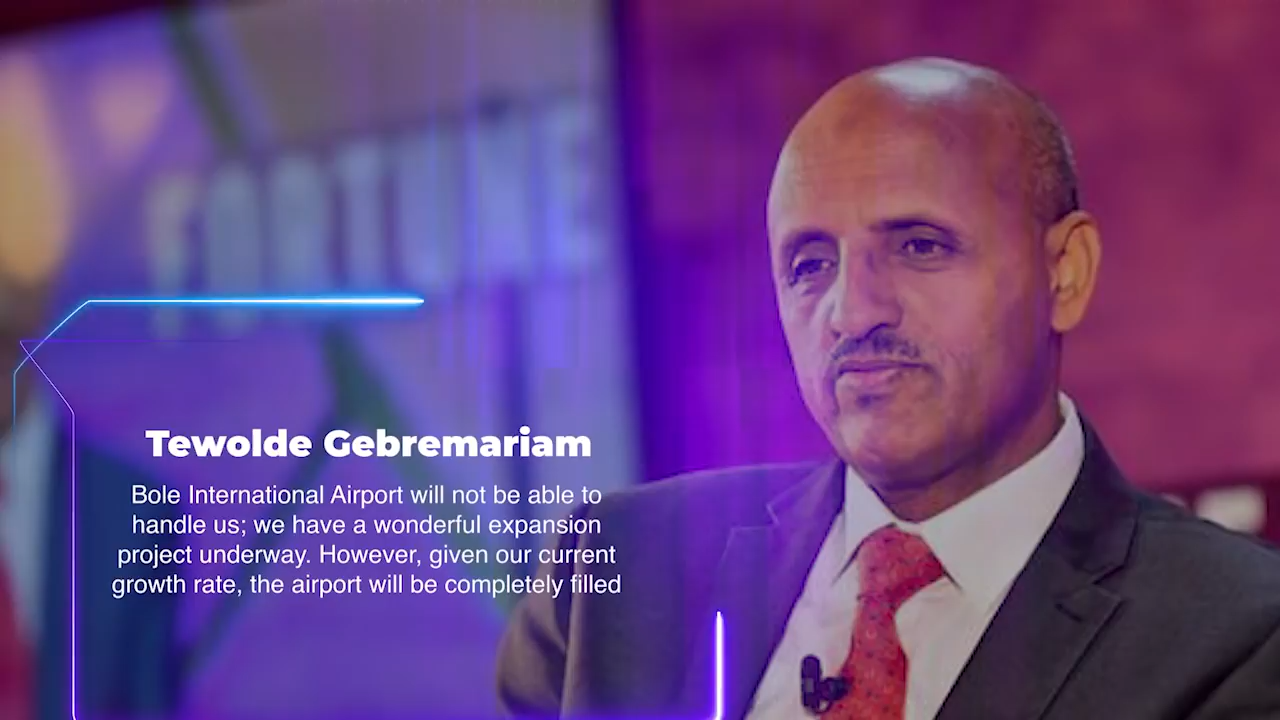 FORTUNE
Tewolde Gebremariam
Bole International Airport will not be able to
handle us; we have a wonderful expansion
project underway. However, given our current
growth rate, the airport will be completely filled